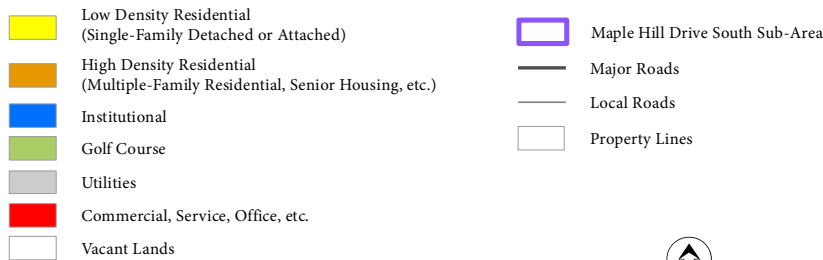 Low Density Residential
(Single-Family Detached or Attached)
High Density Residential
(Multiple-Family Residential, Senior Housing, etc.)
Institutional
Golf Course
Utilities
Commercial, Service, Office, etc.
Vacant Lands
Maple Hill Drive South Sub-Area
Major Roads
Local Roads
Property Lines